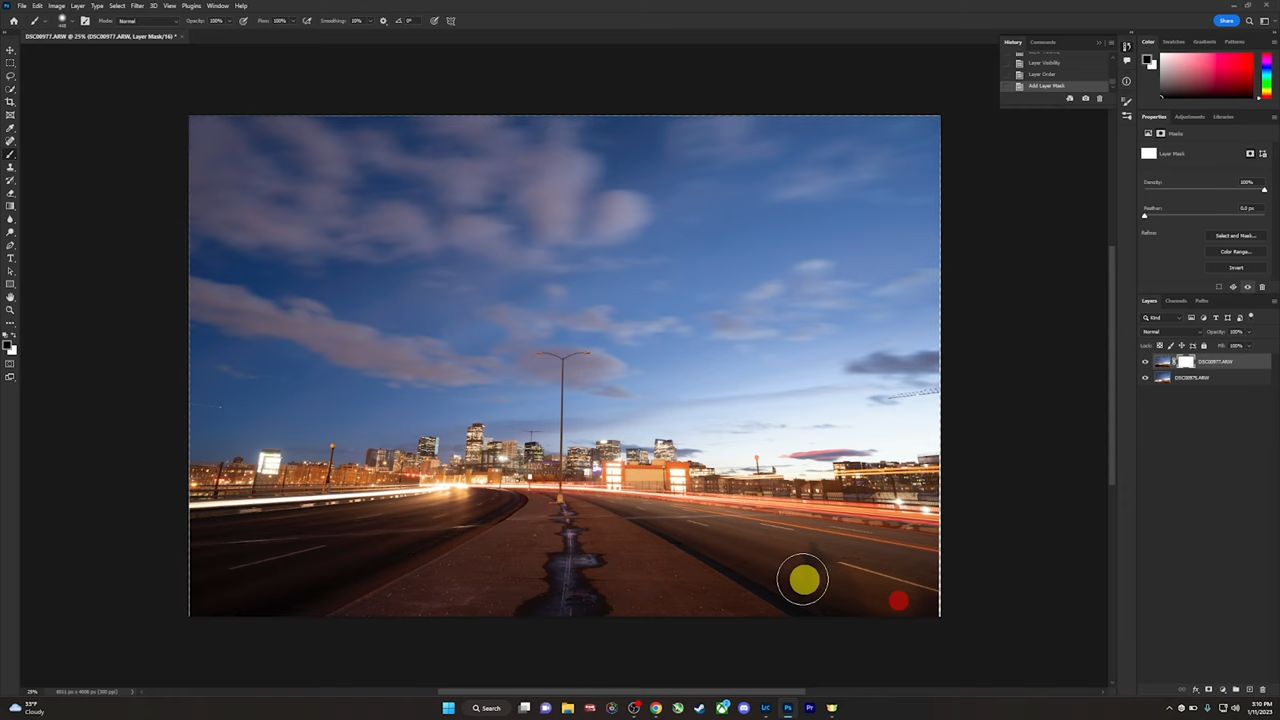 File Edit Image Layer Type Select Filter 3D View Plugins Window Help
Mode: Normal Opacity: 100% Flow: 100% Smoothing: 10% 0° Share
DSC00977.ARW @ 25% (DSC00977.ARW, Layer Mask/16) * ×
History Comments
Layer Visibility
Layer Order
Add Layer Mask
Color Swatches Gradients Patterns
Properties Adjustments Libraries
Masks
Layer Mask
Density: 100%
Feather: 0.0 px
Refine: Select and Mask...
Color Range...
Invert
Layers Channels Paths
Kind
Normal Opacity: 100%
Lock: Fill: 100%
DSC00977.ARW
DSC00975.ARW
25%
33°F
Cloudy
Search
3:10 PM
1/11/2023